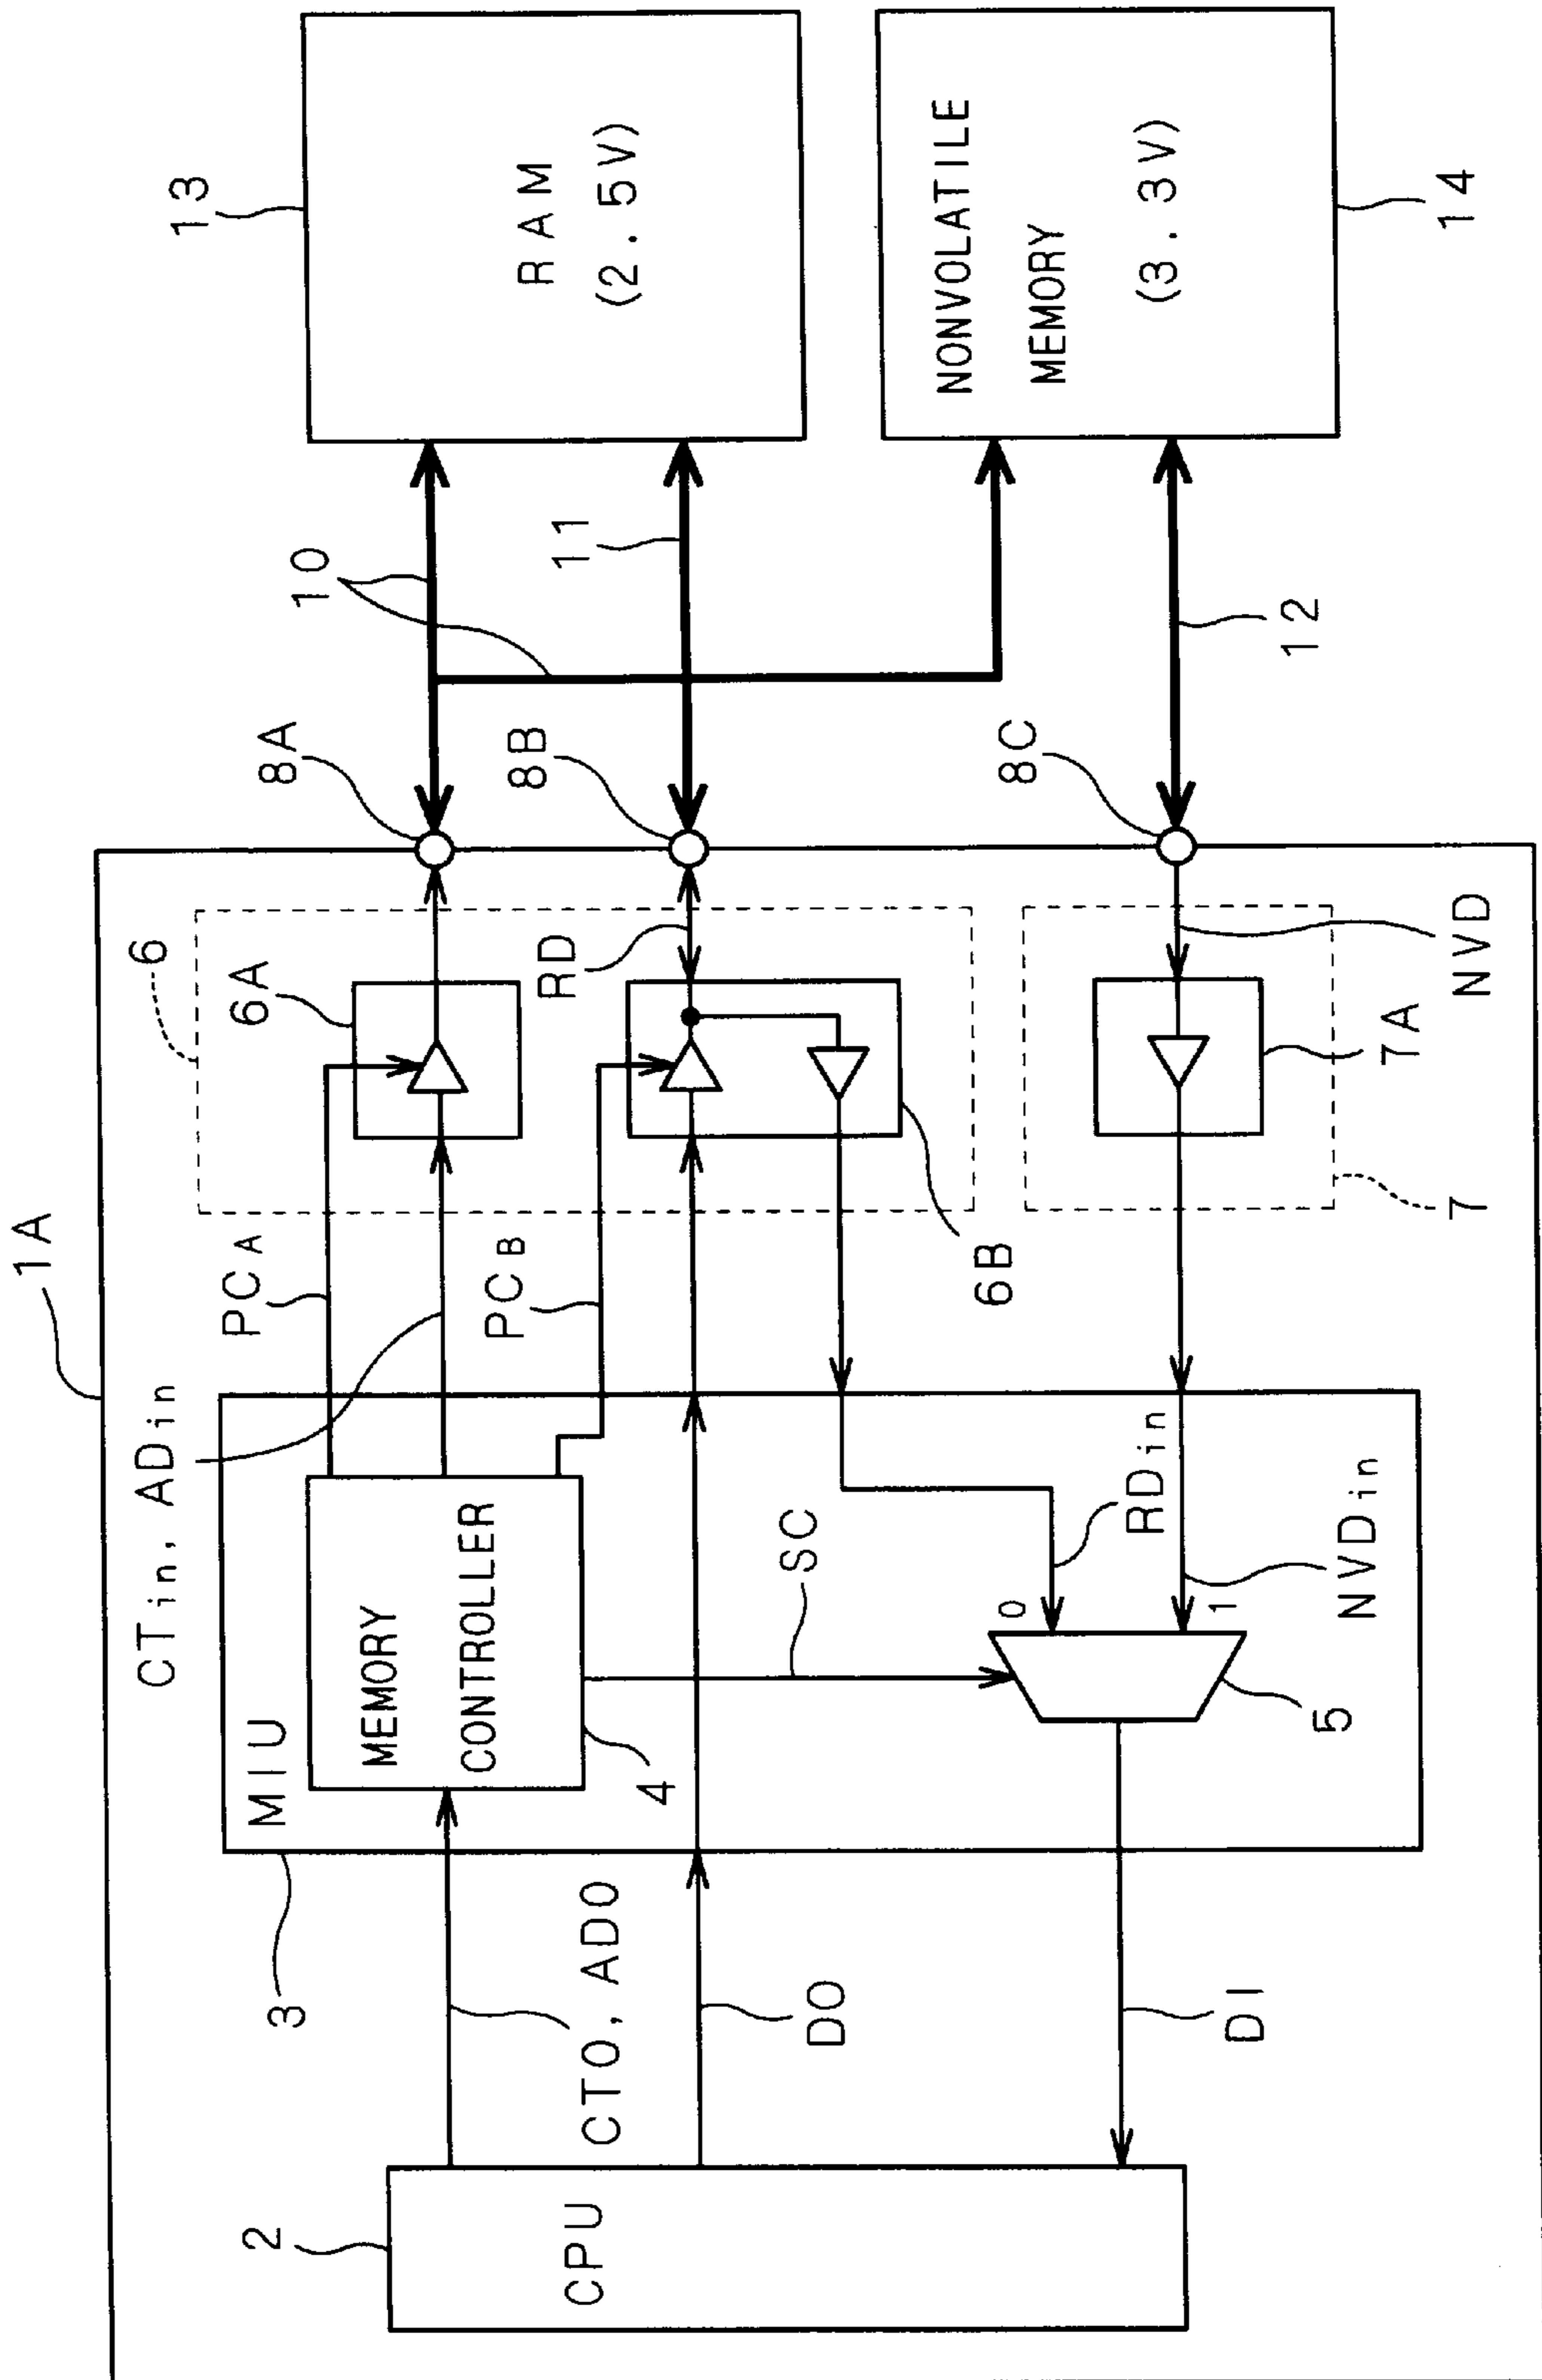 1A
2
CPU
CTO, ADO
DO
DI
3
MIU
MEMORY
CONTROLLER
4
SC
5
0
1
RDin
NVDin
CTin, ADin
PCA
PCB
6
6A
6B
RD
7
7A
NVD
8A
8B
8C
10
11
12
13
RAM
(2.5V)
NONVOLATILE
MEMORY
(3.3V)
14